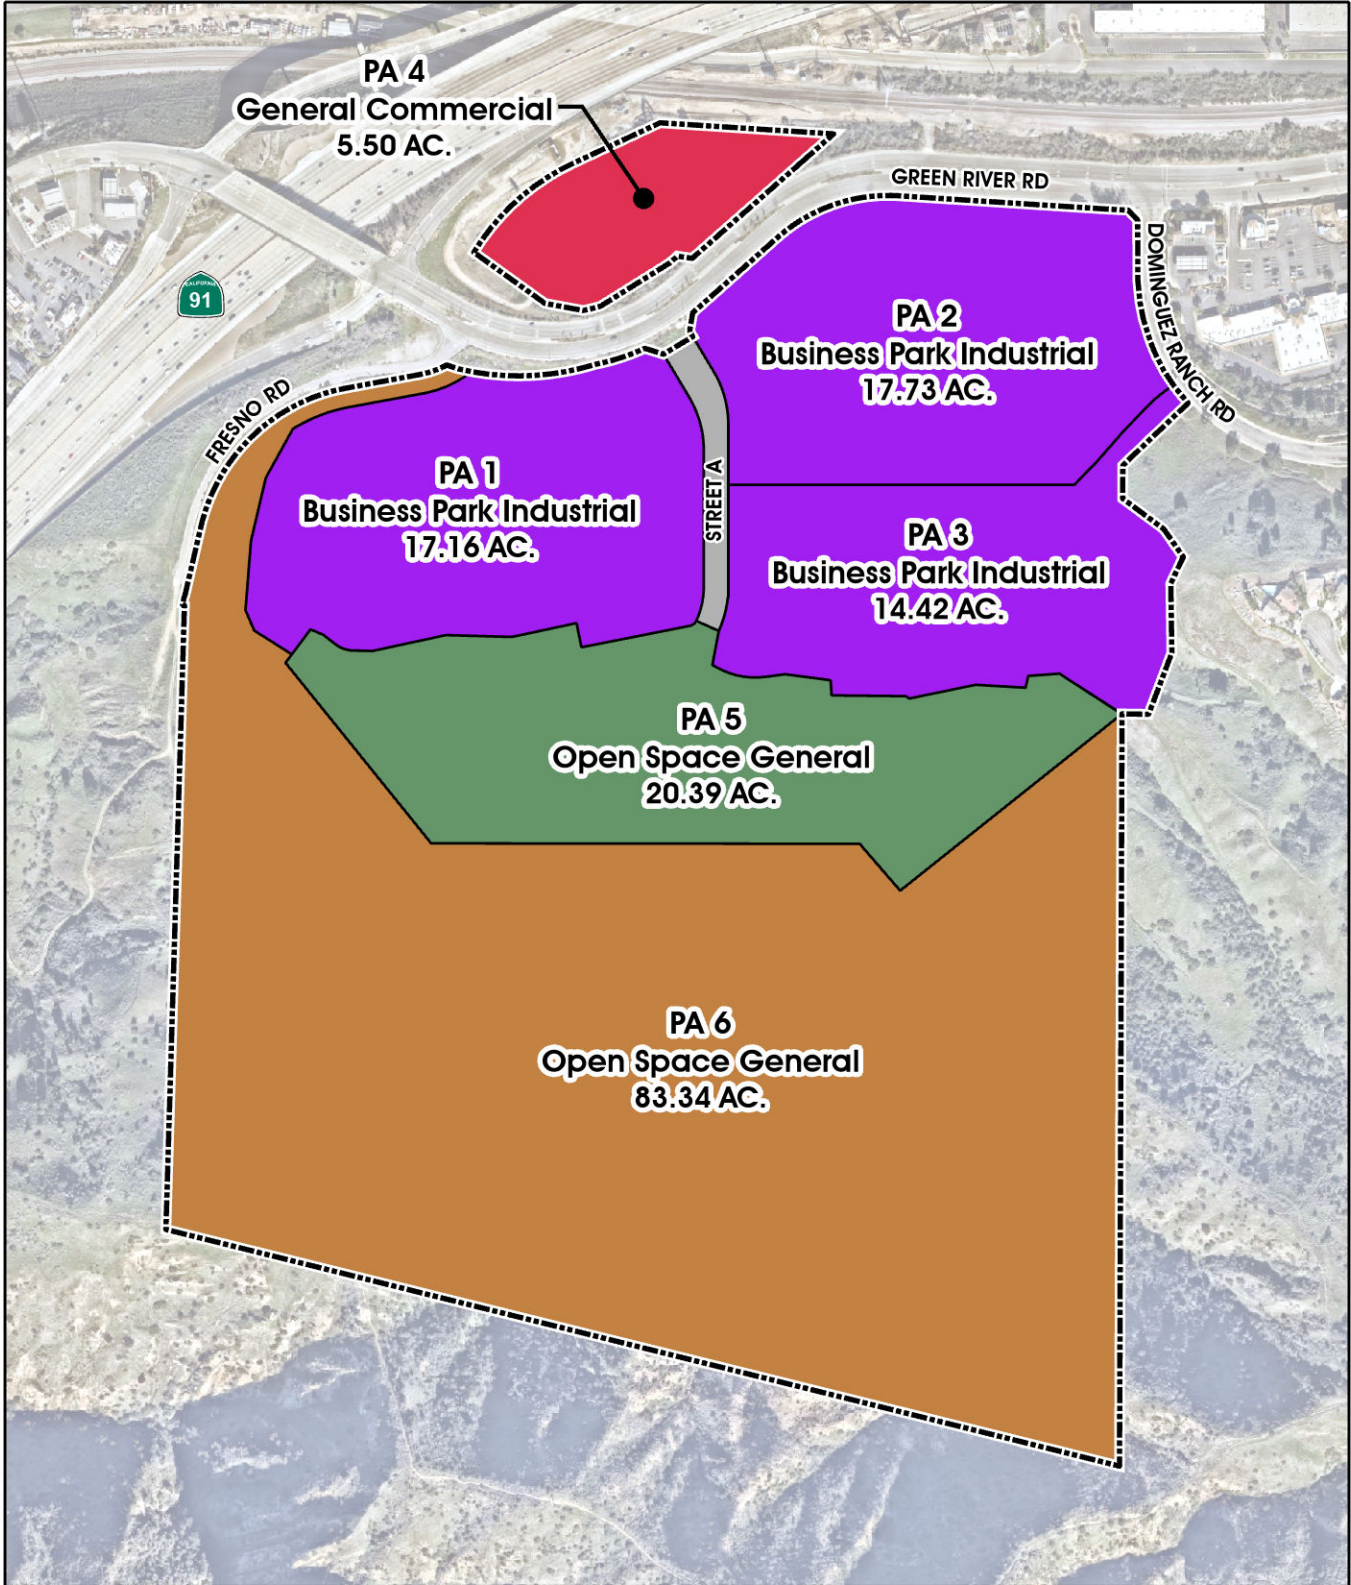 PA 4
General Commercial
5.50 AC.
GREEN RIVER RD
DOMINGUEZ RANCH RD
CALIFORNIA
91
PA 2
Business Park Industrial
17.73 AC.
FRESNO RD
PA 1
Business Park Industrial
17.16 AC.
STREET A
PA 3
Business Park Industrial
14.42 AC.
PA 5
Open Space General
20.39 AC.
PA 6
Open Space General
83.34 AC.